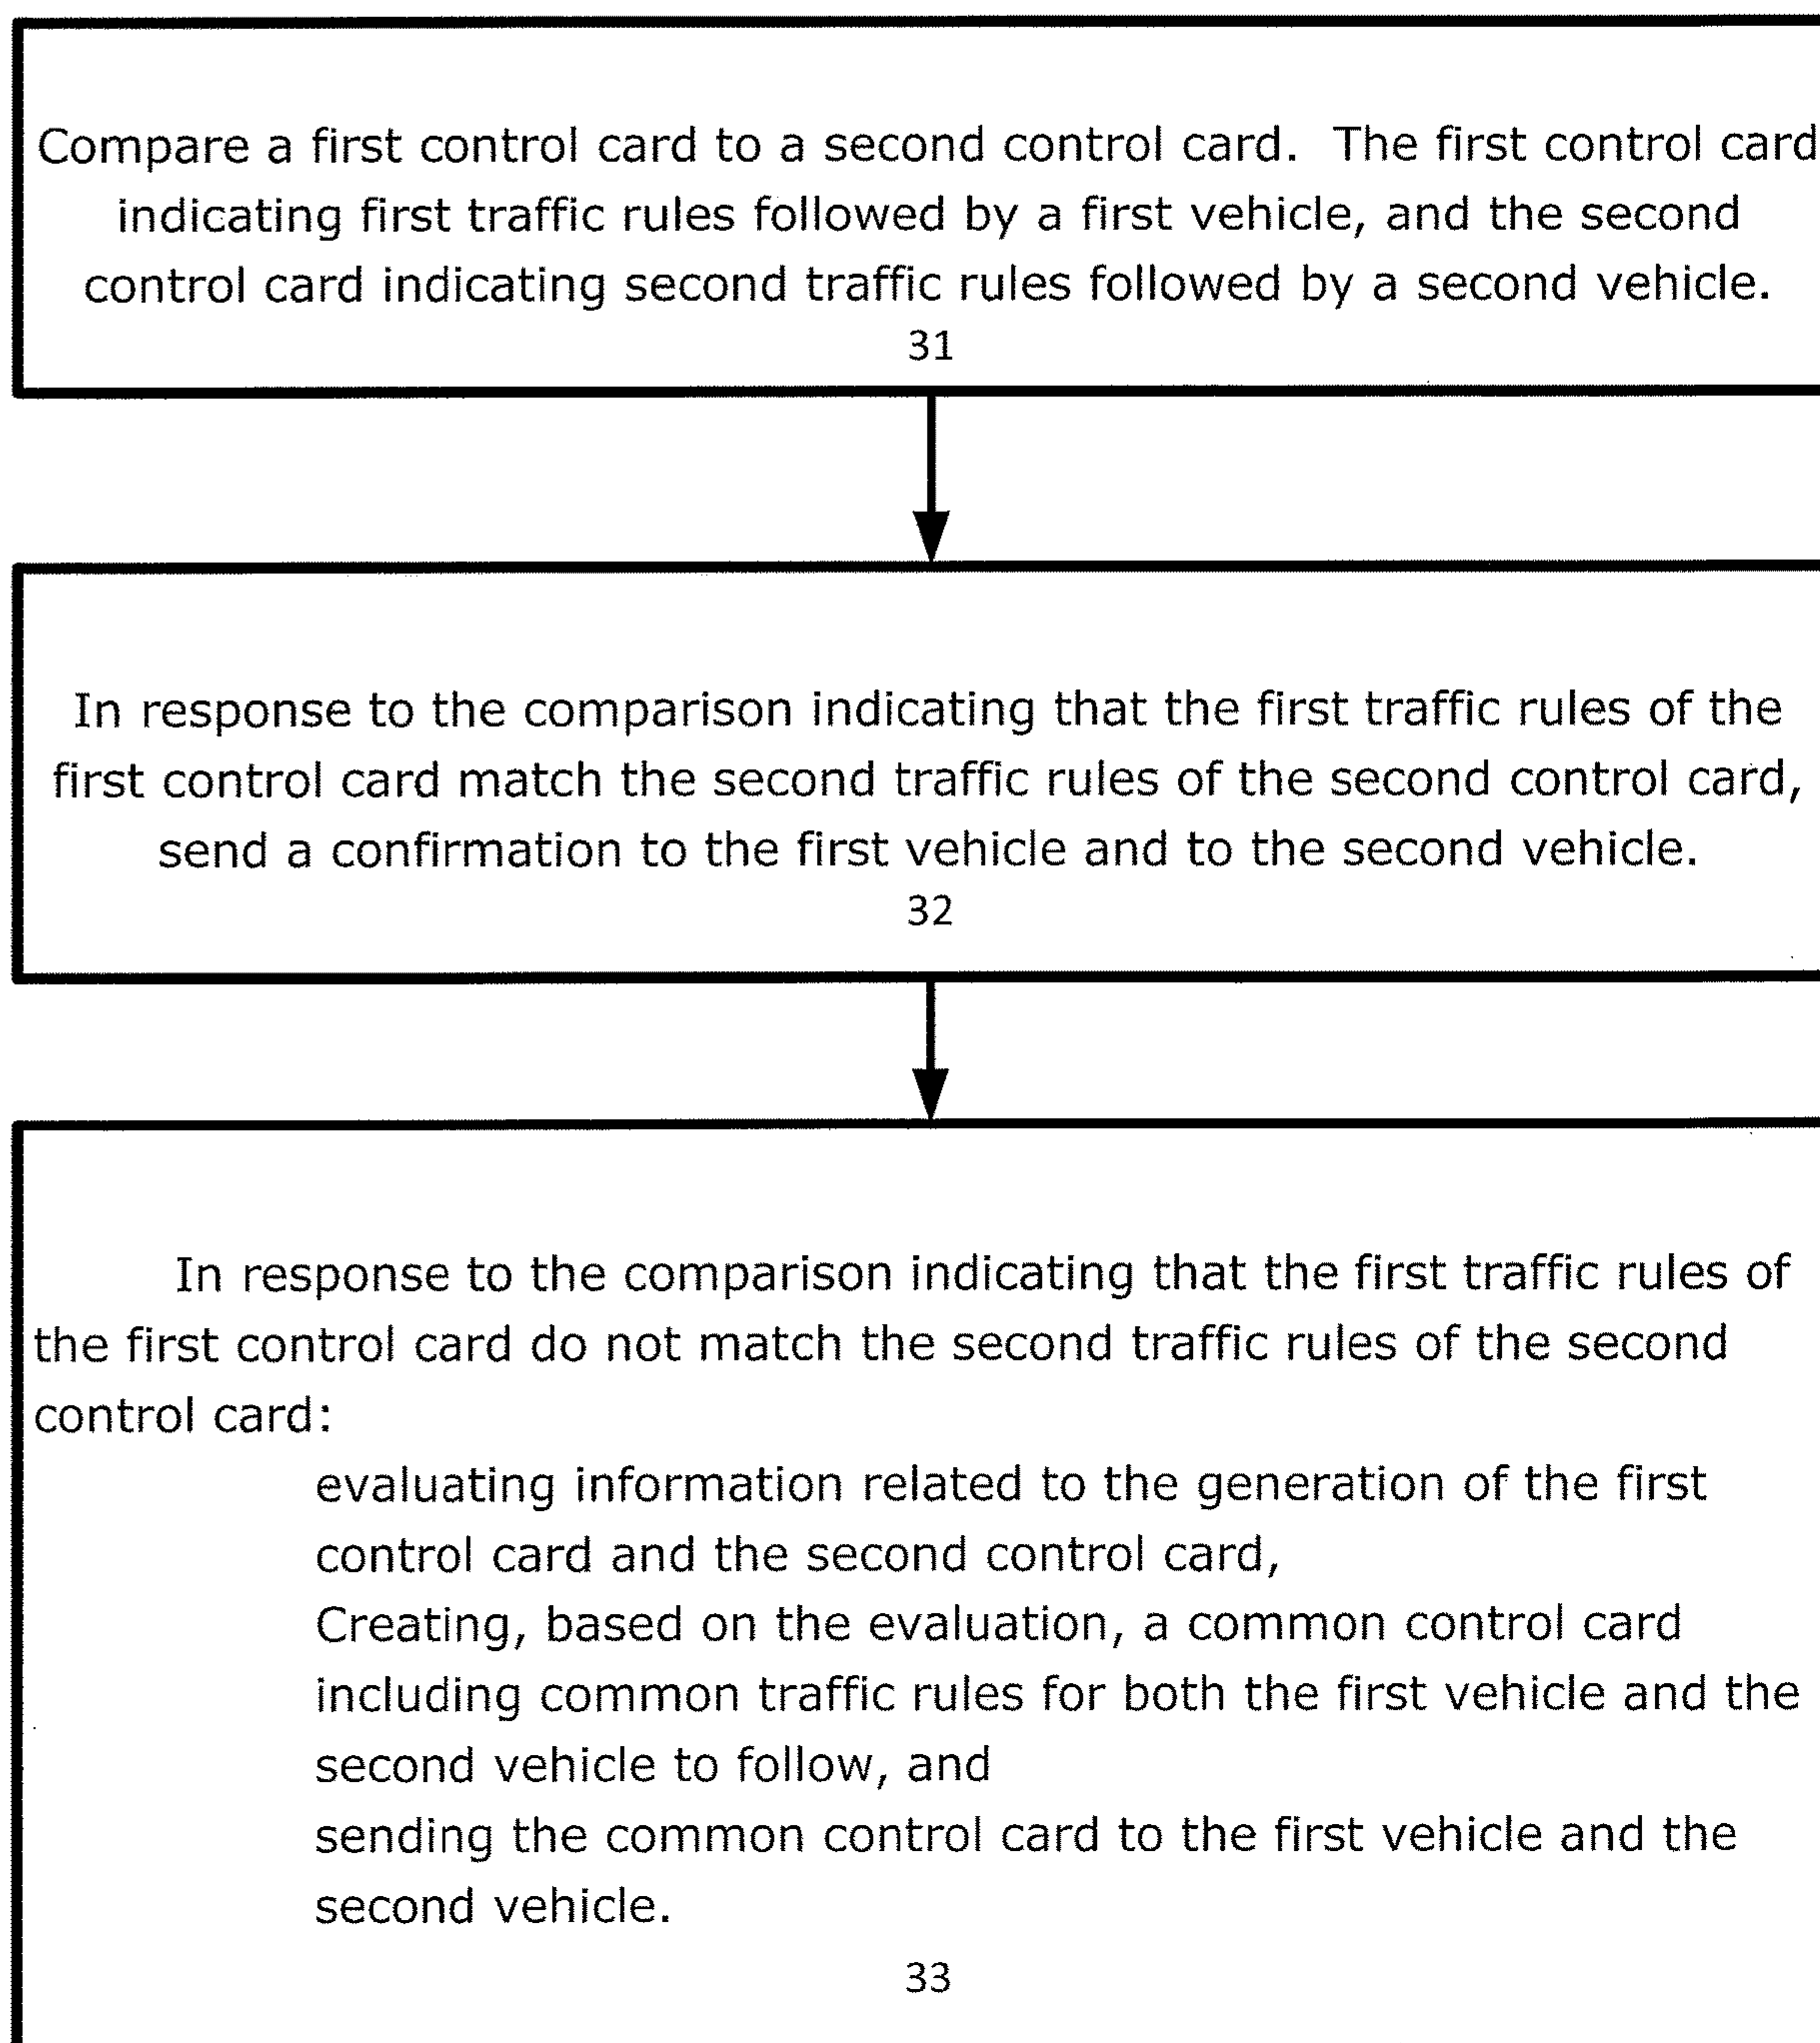 Compare a first control card to a second control card.  The first control card
indicating first traffic rules followed by a first vehicle, and the second
control card indicating second traffic rules followed by a second vehicle.
31
In response to the comparison indicating that the first traffic rules of the
first control card match the second traffic rules of the second control card,
send a confirmation to the first vehicle and to the second vehicle.
32
In response to the comparison indicating that the first traffic rules of
the first control card do not match the second traffic rules of the second
control card:
evaluating information related to the generation of the first
control card and the second control card,
Creating, based on the evaluation, a common control card
including common traffic rules for both the first vehicle and the
second vehicle to follow, and
sending the common control card to the first vehicle and the
second vehicle.
33